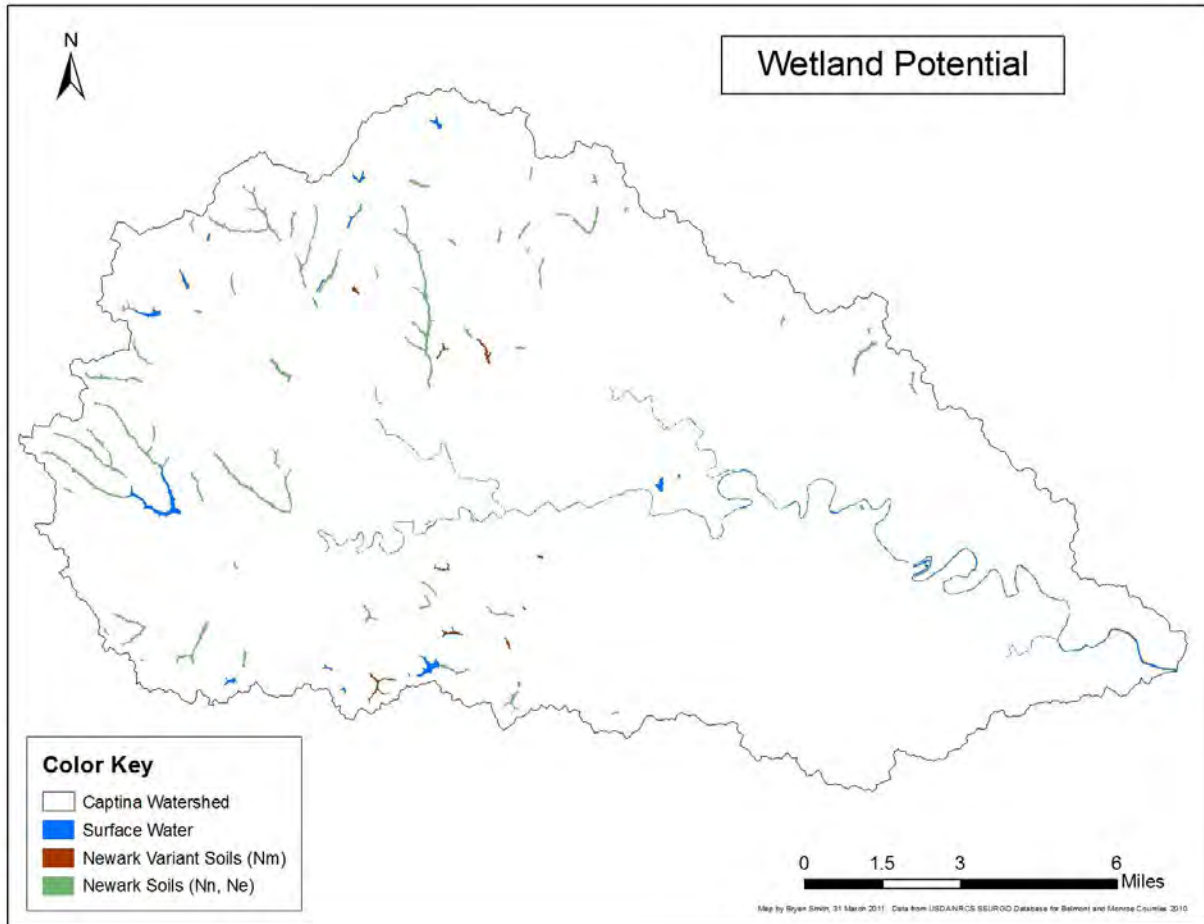 N
Wetland Potential
Color Key
Captina Watershed
Surface Water
Newark Variant Soils (Nm)
Newark Soils (Nn, Ne)
0 1.5 3 6
Miles
Map by Bryan Smith, 31 March 2011. Data from USDA NRCS SSURGO Database for Belmont and Monroe Counties 2010